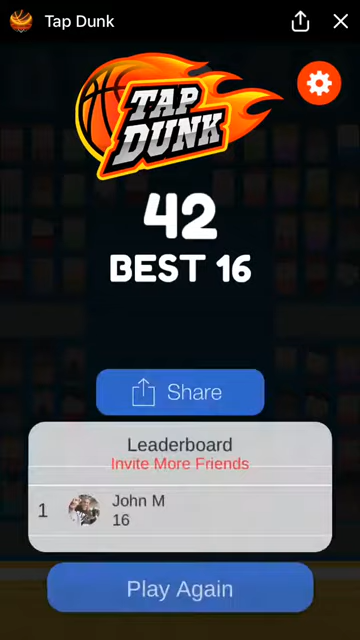 Tap Dunk
TAP
DUNK
42
BEST 16
Share
Leaderboard
Invite More Friends
1
John M
16
Play Again